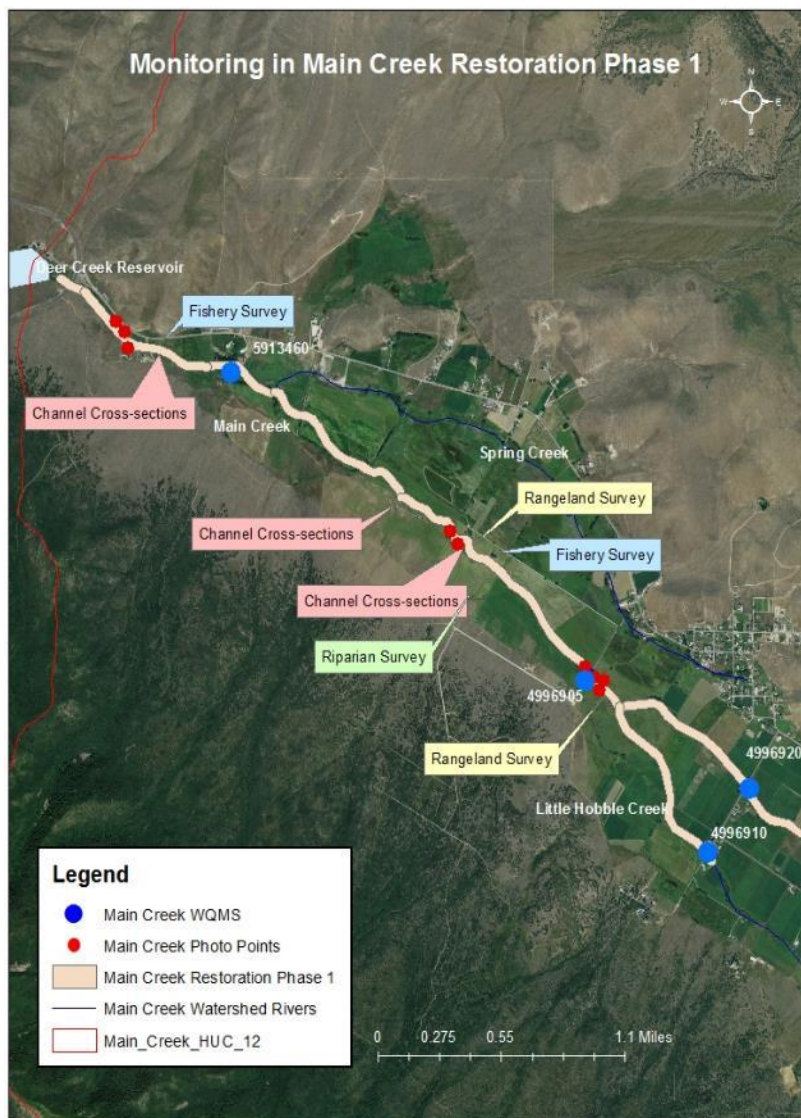 Monitoring in Main Creek Restoration Phase 1
N
W E
S
Deer Creek Reservoir
Fishery Survey
5913460
Channel Cross-sections
Main Creek
Spring Creek
Rangeland Survey
Channel Cross-sections
Fishery Survey
Channel Cross-sections
Riparian Survey
4996905
Rangeland Survey
4996920
Little Hobble Creek
4996910
Legend
Main Creek WQMS
Main Creek Photo Points
Main Creek Restoration Phase 1
Main Creek Watershed Rivers
Main_Creek_HUC_12
0 0.275 0.55 1.1 Miles